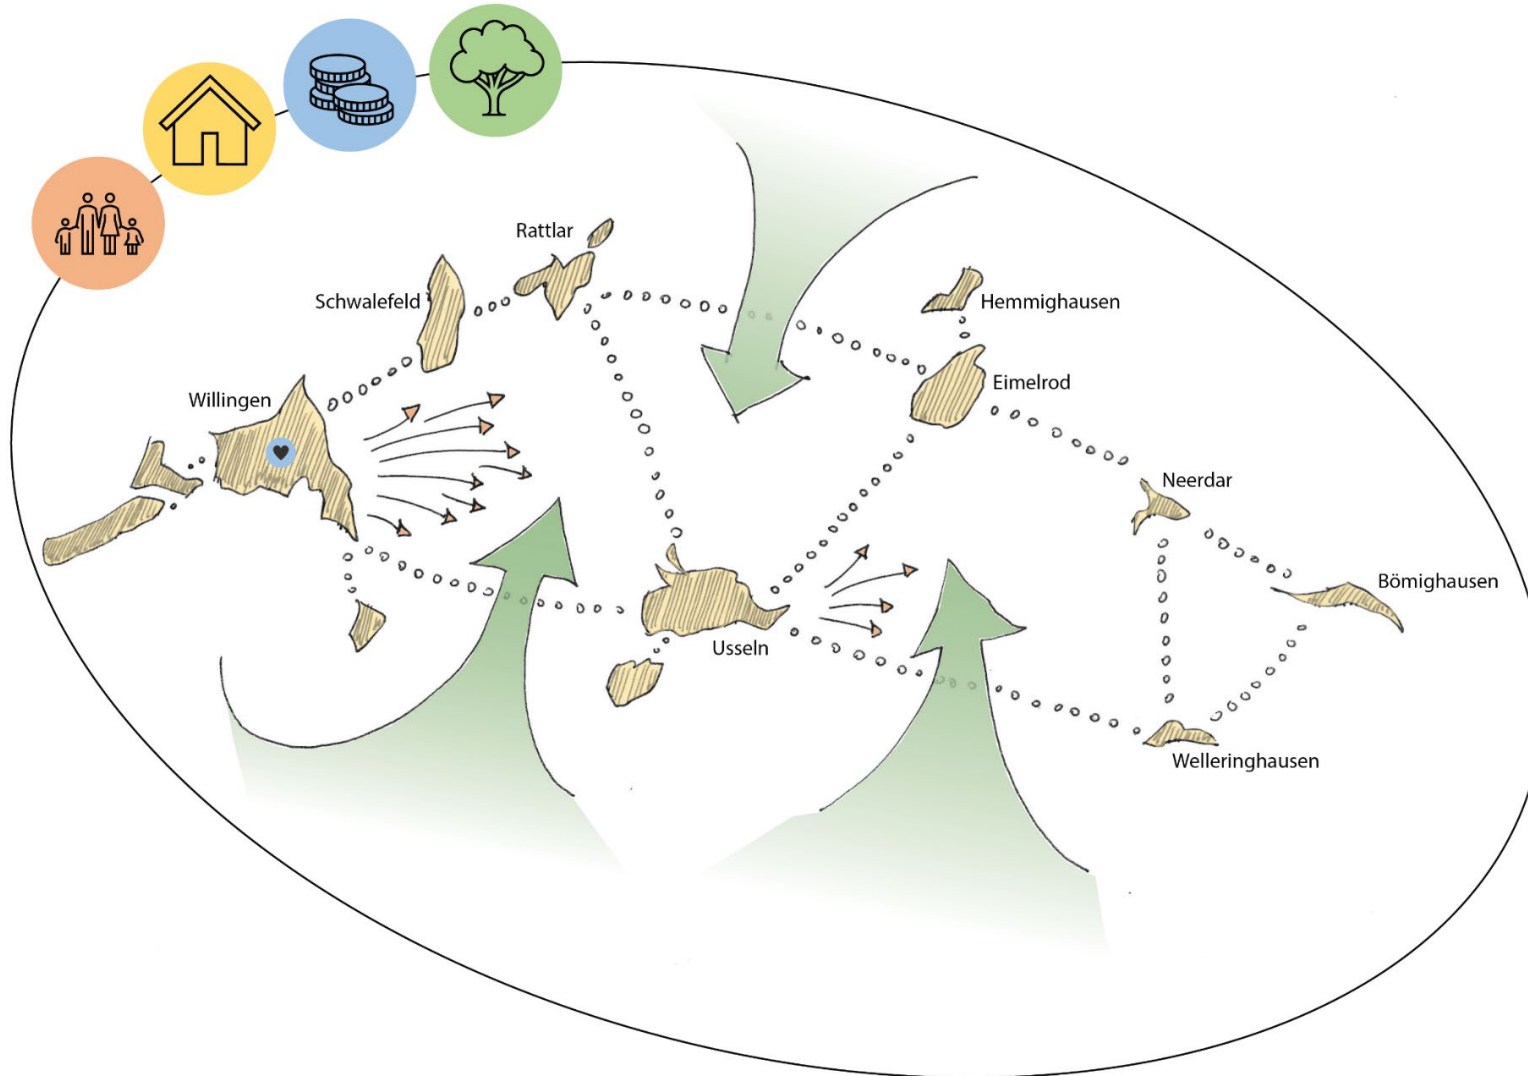 Rattlar
Schwalefeld
Hemmighausen
Eimelrod
Willingen
Neerdar
Bömighausen
Usseln
Welleringhausen